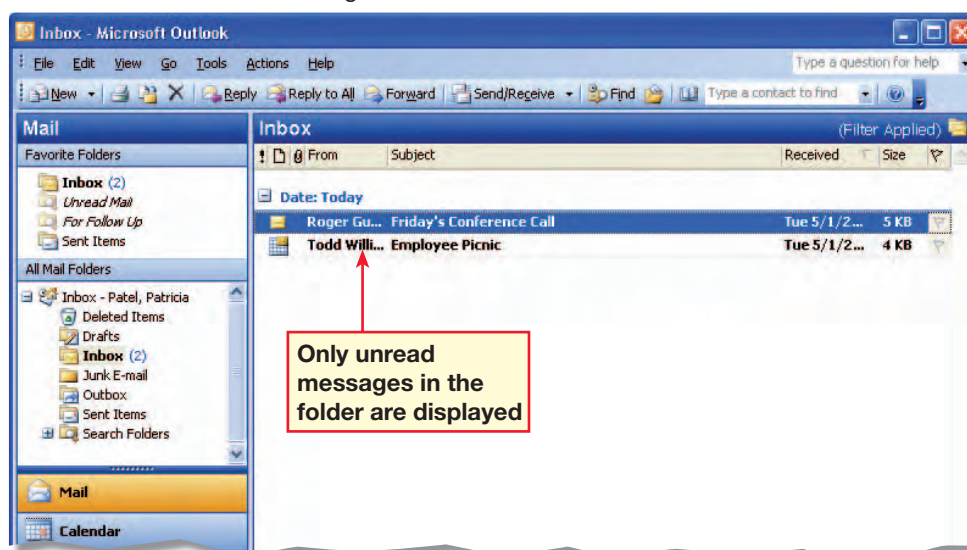 Inbox - Microsoft Outlook
File Edit View Go Tools Actions Help Type a question for help
New Reply Reply to All Forward Send/Receive Find Type a contact to find
Mail
Favorite Folders
Inbox (2)
Unread Mail
For Follow Up
Sent Items
All Mail Folders
Inbox - Patel, Patricia
Deleted Items
Drafts
Inbox (2)
Junk E-mail
Outbox
Sent Items
Search Folders
Mail
Calendar
Inbox (Filter Applied)
From Subject Received Size
Date: Today
Roger Gu... Friday's Conference Call Tue 5/1/2... 5 KB
Todd Willi... Employee Picnic Tue 5/1/2... 4 KB
Only unread
messages in the
folder are displayed